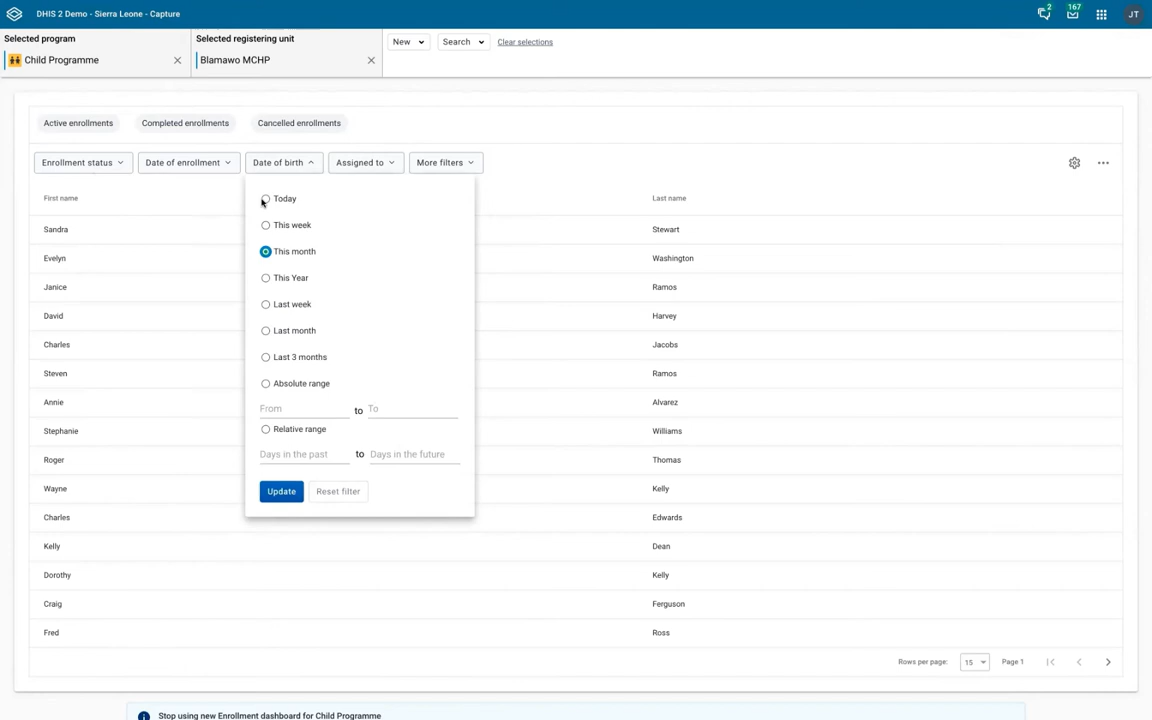 DHIS 2 Demo - Sierra Leone - Capture
2
167
JT
Selected program
Child Programme
Selected registering unit
Blamawo MCHP
New
Search
Clear selections
Active enrollments
Completed enrollments
Cancelled enrollments
Enrollment status
Date of enrollment
Date of birth
Assigned to
More filters
First name
Last name
Today
This week
This month
This Year
Last week
Last month
Last 3 months
Absolute range
From to To
Relative range
Days in the past to Days in the future
Update
Reset filter
Sandra Stewart
Evelyn Washington
Janice Ramos
David Harvey
Charles Jacobs
Steven Ramos
Annie Alvarez
Stephanie Williams
Roger Thomas
Wayne Kelly
Charles Edwards
Kelly Dean
Dorothy Kelly
Craig Ferguson
Fred Ross
Rows per page: 15 Page 1
Stop using new Enrollment dashboard for Child Programme